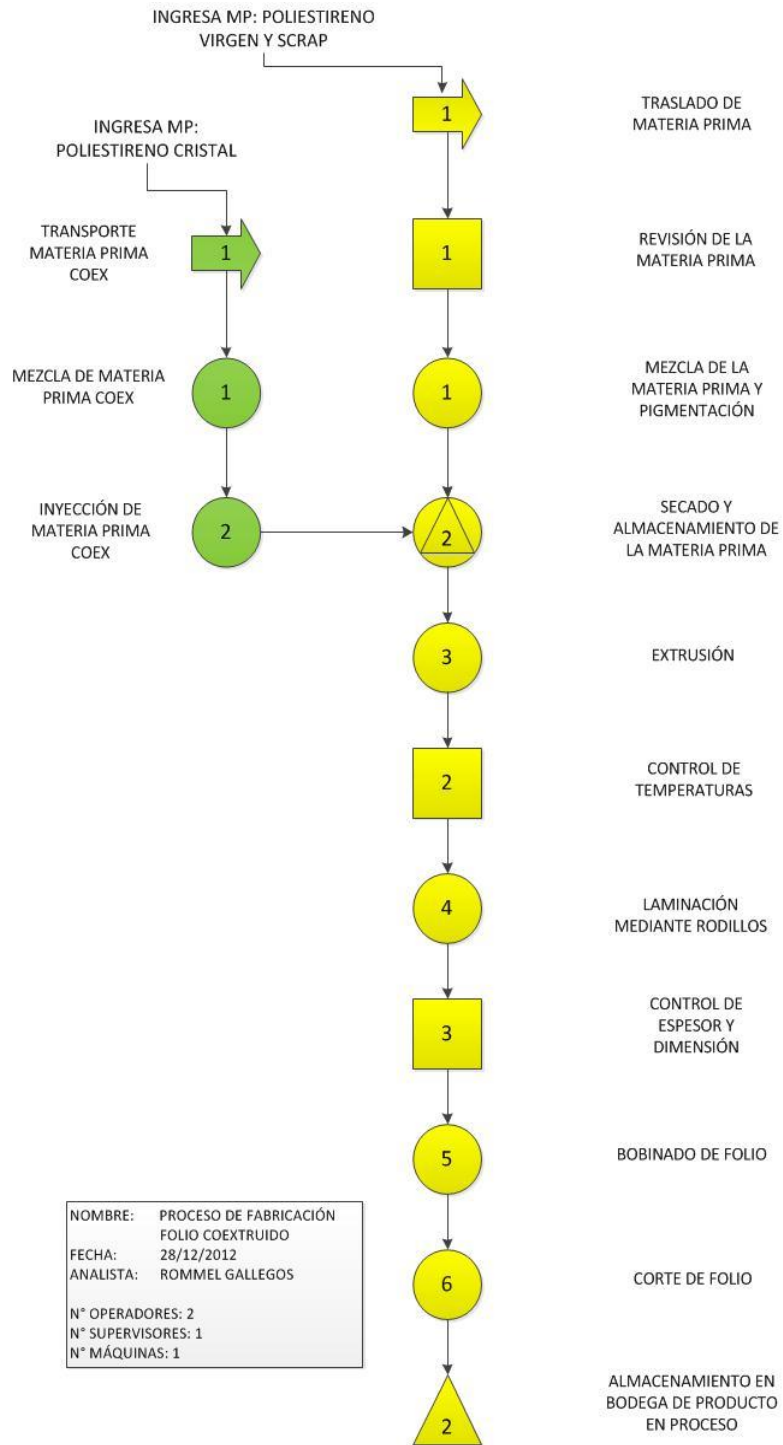 INGRESA MP: POLIESTIRENO
VIRGEN Y SCRAP
1
TRASLADO DE
MATERIA PRIMA
INGRESA MP:
POLIESTIRENO CRISTAL
TRANSPORTE
MATERIA PRIMA
COEX
1
1
REVISIÓN DE LA
MATERIA PRIMA
MEZCLA DE MATERIA
PRIMA COEX
1
1
MEZCLA DE LA
MATERIA PRIMA Y
PIGMENTACIÓN
INYECCIÓN DE
MATERIA PRIMA
COEX
2
2
SECADO Y
ALMACENAMIENTO DE
LA MATERIA PRIMA
3
EXTRUSIÓN
2
CONTROL DE
TEMPERATURAS
4
LAMINACIÓN
MEDIANTE RODILLOS
3
CONTROL DE
ESPESOR Y
DIMENSIÓN
5
BOBINADO DE FOLIO
6
CORTE DE FOLIO
2
ALMACENAMIENTO EN
BODEGA DE PRODUCTO
EN PROCESO
NOMBRE: PROCESO DE FABRICACIÓN
FOLIO COEXTRUIDO
FECHA: 28/12/2012
ANALISTA: ROMMEL GALLEGOS
N° OPERADORES: 2
N° SUPERVISORES: 1
N° MÁQUINAS: 1